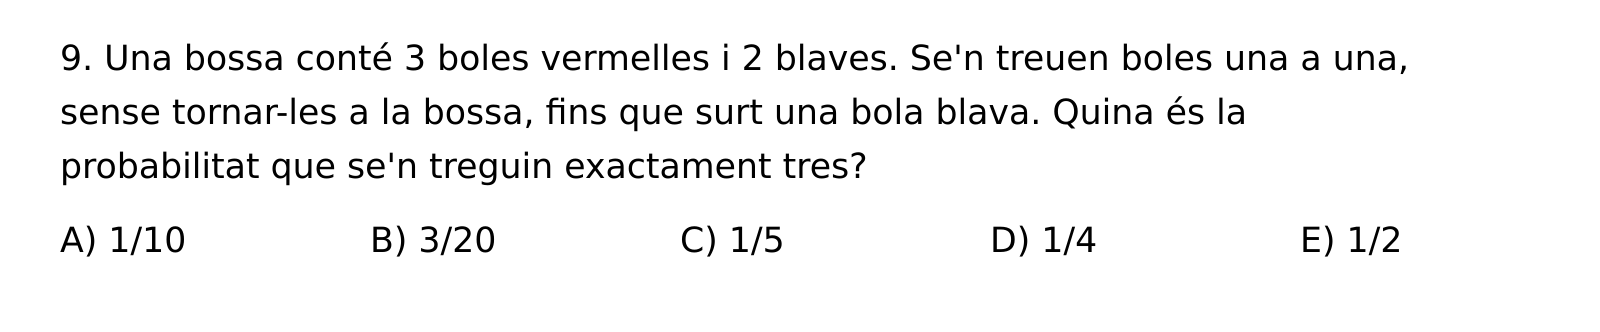 9. Una bossa conté 3 boles vermelles i 2 blaves. Se'n treuen boles una a una,
sense tornar-les a la bossa, fins que surt una bola blava. Quina és la
probabilitat que se'n treguin exactament tres?
A) 1/10 B) 3/20 C) 1/5 D) 1/4 E) 1/2